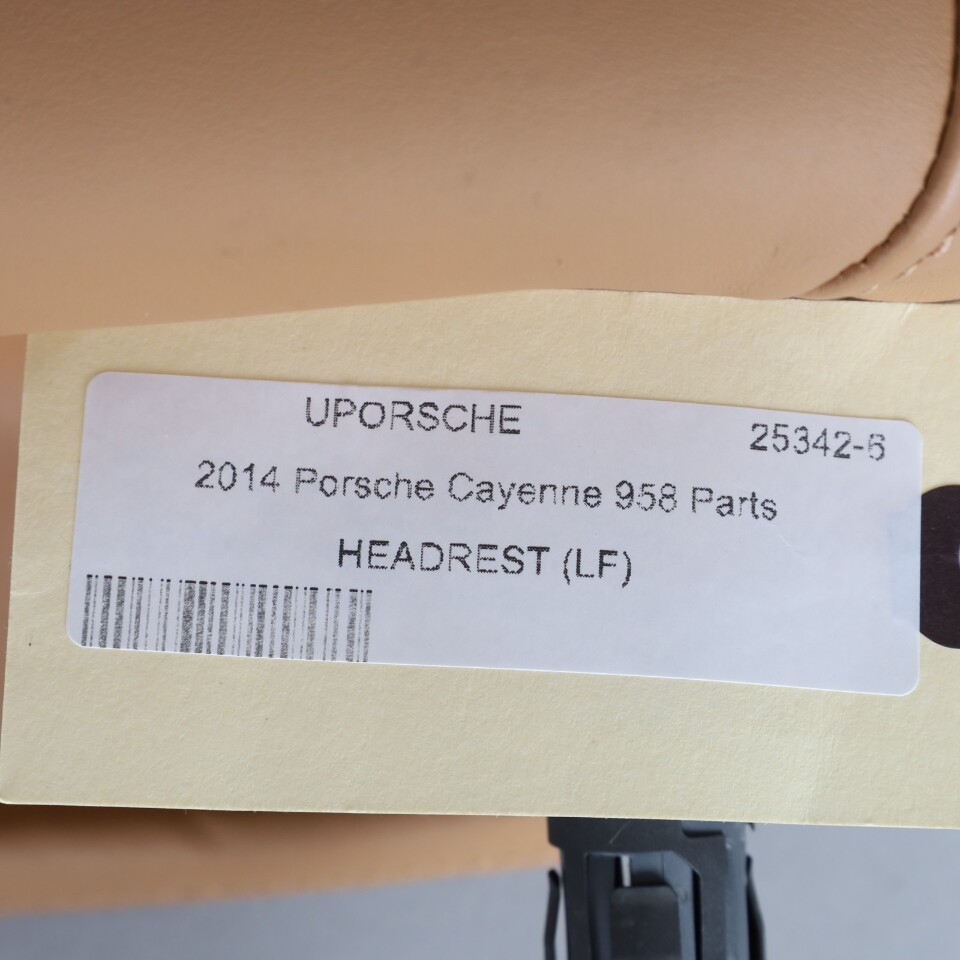 UPORSCHE
25342-6
2014 Porsche Cayenne 958 Parts
HEADREST (LF)